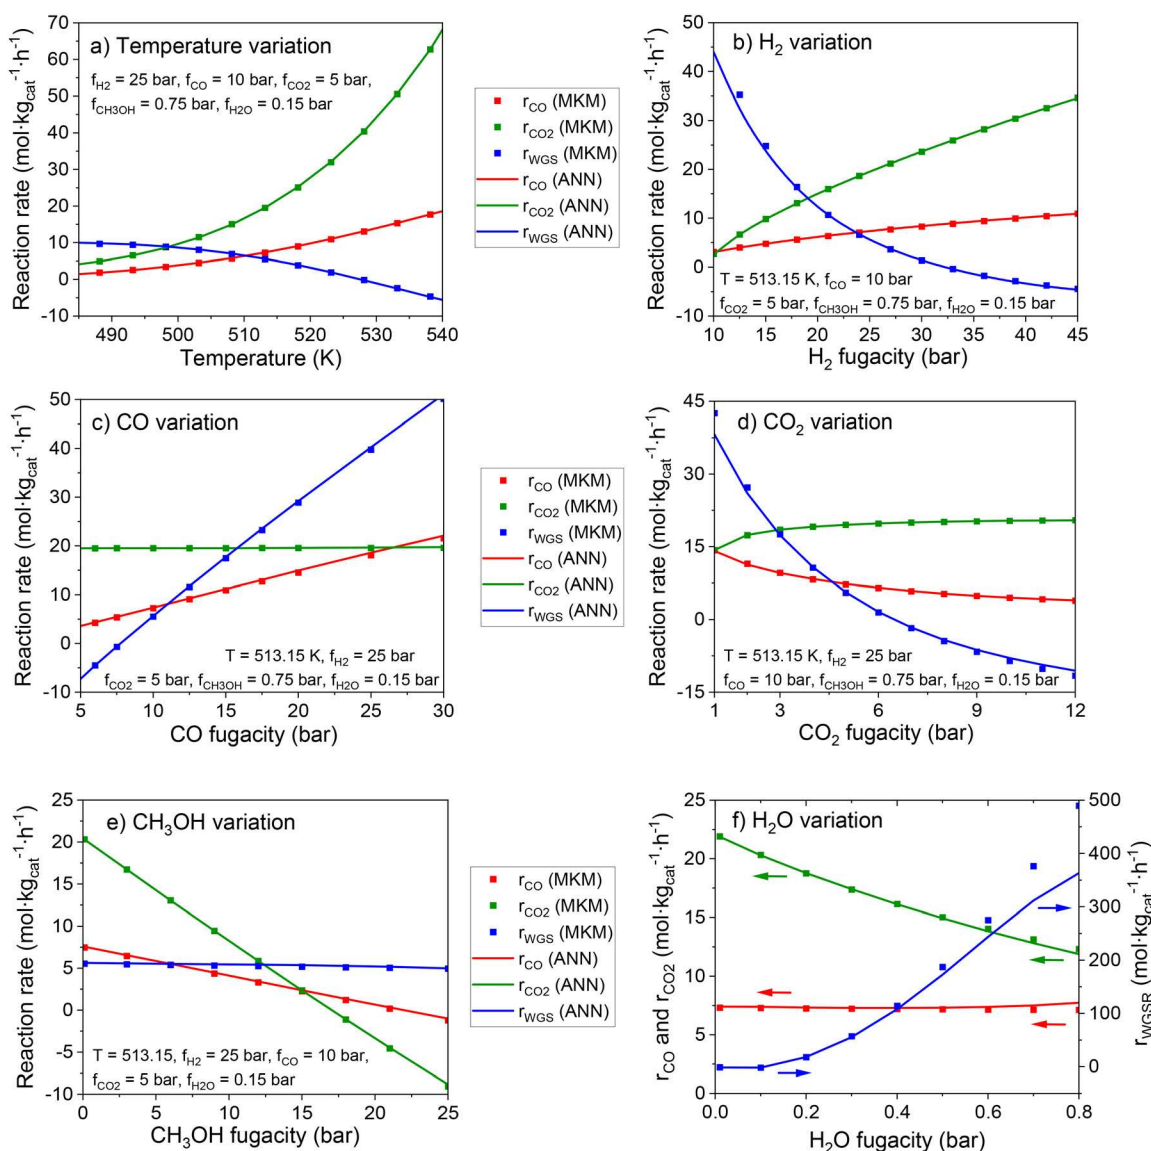 a) Temperature variation
f_H2 = 25 bar, f_CO = 10 bar, f_CO2 = 5 bar,
f_CH3OH = 0.75 bar, f_H2O = 0.15 bar
Reaction rate (mol·kg_cat⁻¹·h⁻¹)
70
60
50
40
30
20
10
0
-10
490 500 510 520 530 540
Temperature (K)
r_CO (MKM)
r_CO2 (MKM)
r_WGS (MKM)
r_CO (ANN)
r_CO2 (ANN)
r_WGS (ANN)
b) H₂ variation
Reaction rate (mol·kg_cat⁻¹·h⁻¹)
50
40
30
20
10
0
-10
T = 513.15 K, f_CO = 10 bar
f_CO2 = 5 bar, f_CH3OH = 0.75 bar, f_H2O = 0.15 bar
10 15 20 25 30 35 40 45
H₂ fugacity (bar)
c) CO variation
Reaction rate (mol·kg_cat⁻¹·h⁻¹)
50
40
30
20
10
0
-10
T = 513.15 K, f_H2 = 25 bar
f_CO2 = 5 bar, f_CH3OH = 0.75 bar, f_H2O = 0.15 bar
5 10 15 20 25 30
CO fugacity (bar)
r_CO (MKM)
r_CO2 (MKM)
r_WGS (MKM)
r_CO (ANN)
r_CO2 (ANN)
r_WGS (ANN)
d) CO₂ variation
Reaction rate (mol·kg_cat⁻¹·h⁻¹)
45
30
15
0
-15
T = 513.15 K, f_H2 = 25 bar
f_CO = 10 bar, f_CH3OH = 0.75 bar, f_H2O = 0.15 bar
1 3 6 9 12
CO₂ fugacity (bar)
e) CH₃OH variation
Reaction rate (mol·kg_cat⁻¹·h⁻¹)
25
20
15
10
5
0
-5
-10
T = 513.15, f_H2 = 25 bar, f_CO = 10 bar,
f_CO2 = 5 bar, f_H2O = 0.15 bar
0 5 10 15 20 25
CH₃OH fugacity (bar)
r_CO (MKM)
r_CO2 (MKM)
r_WGS (MKM)
r_CO (ANN)
r_CO2 (ANN)
r_WGS (ANN)
f) H₂O variation
r_CO and r_CO2 (mol·kg_cat⁻¹·h⁻¹)
25
20
15
10
5
0
0.0 0.2 0.4 0.6 0.8
H₂O fugacity (bar)
500
400
300
200
100
0
r_WGSR (mol·kg_cat⁻¹·h⁻¹)